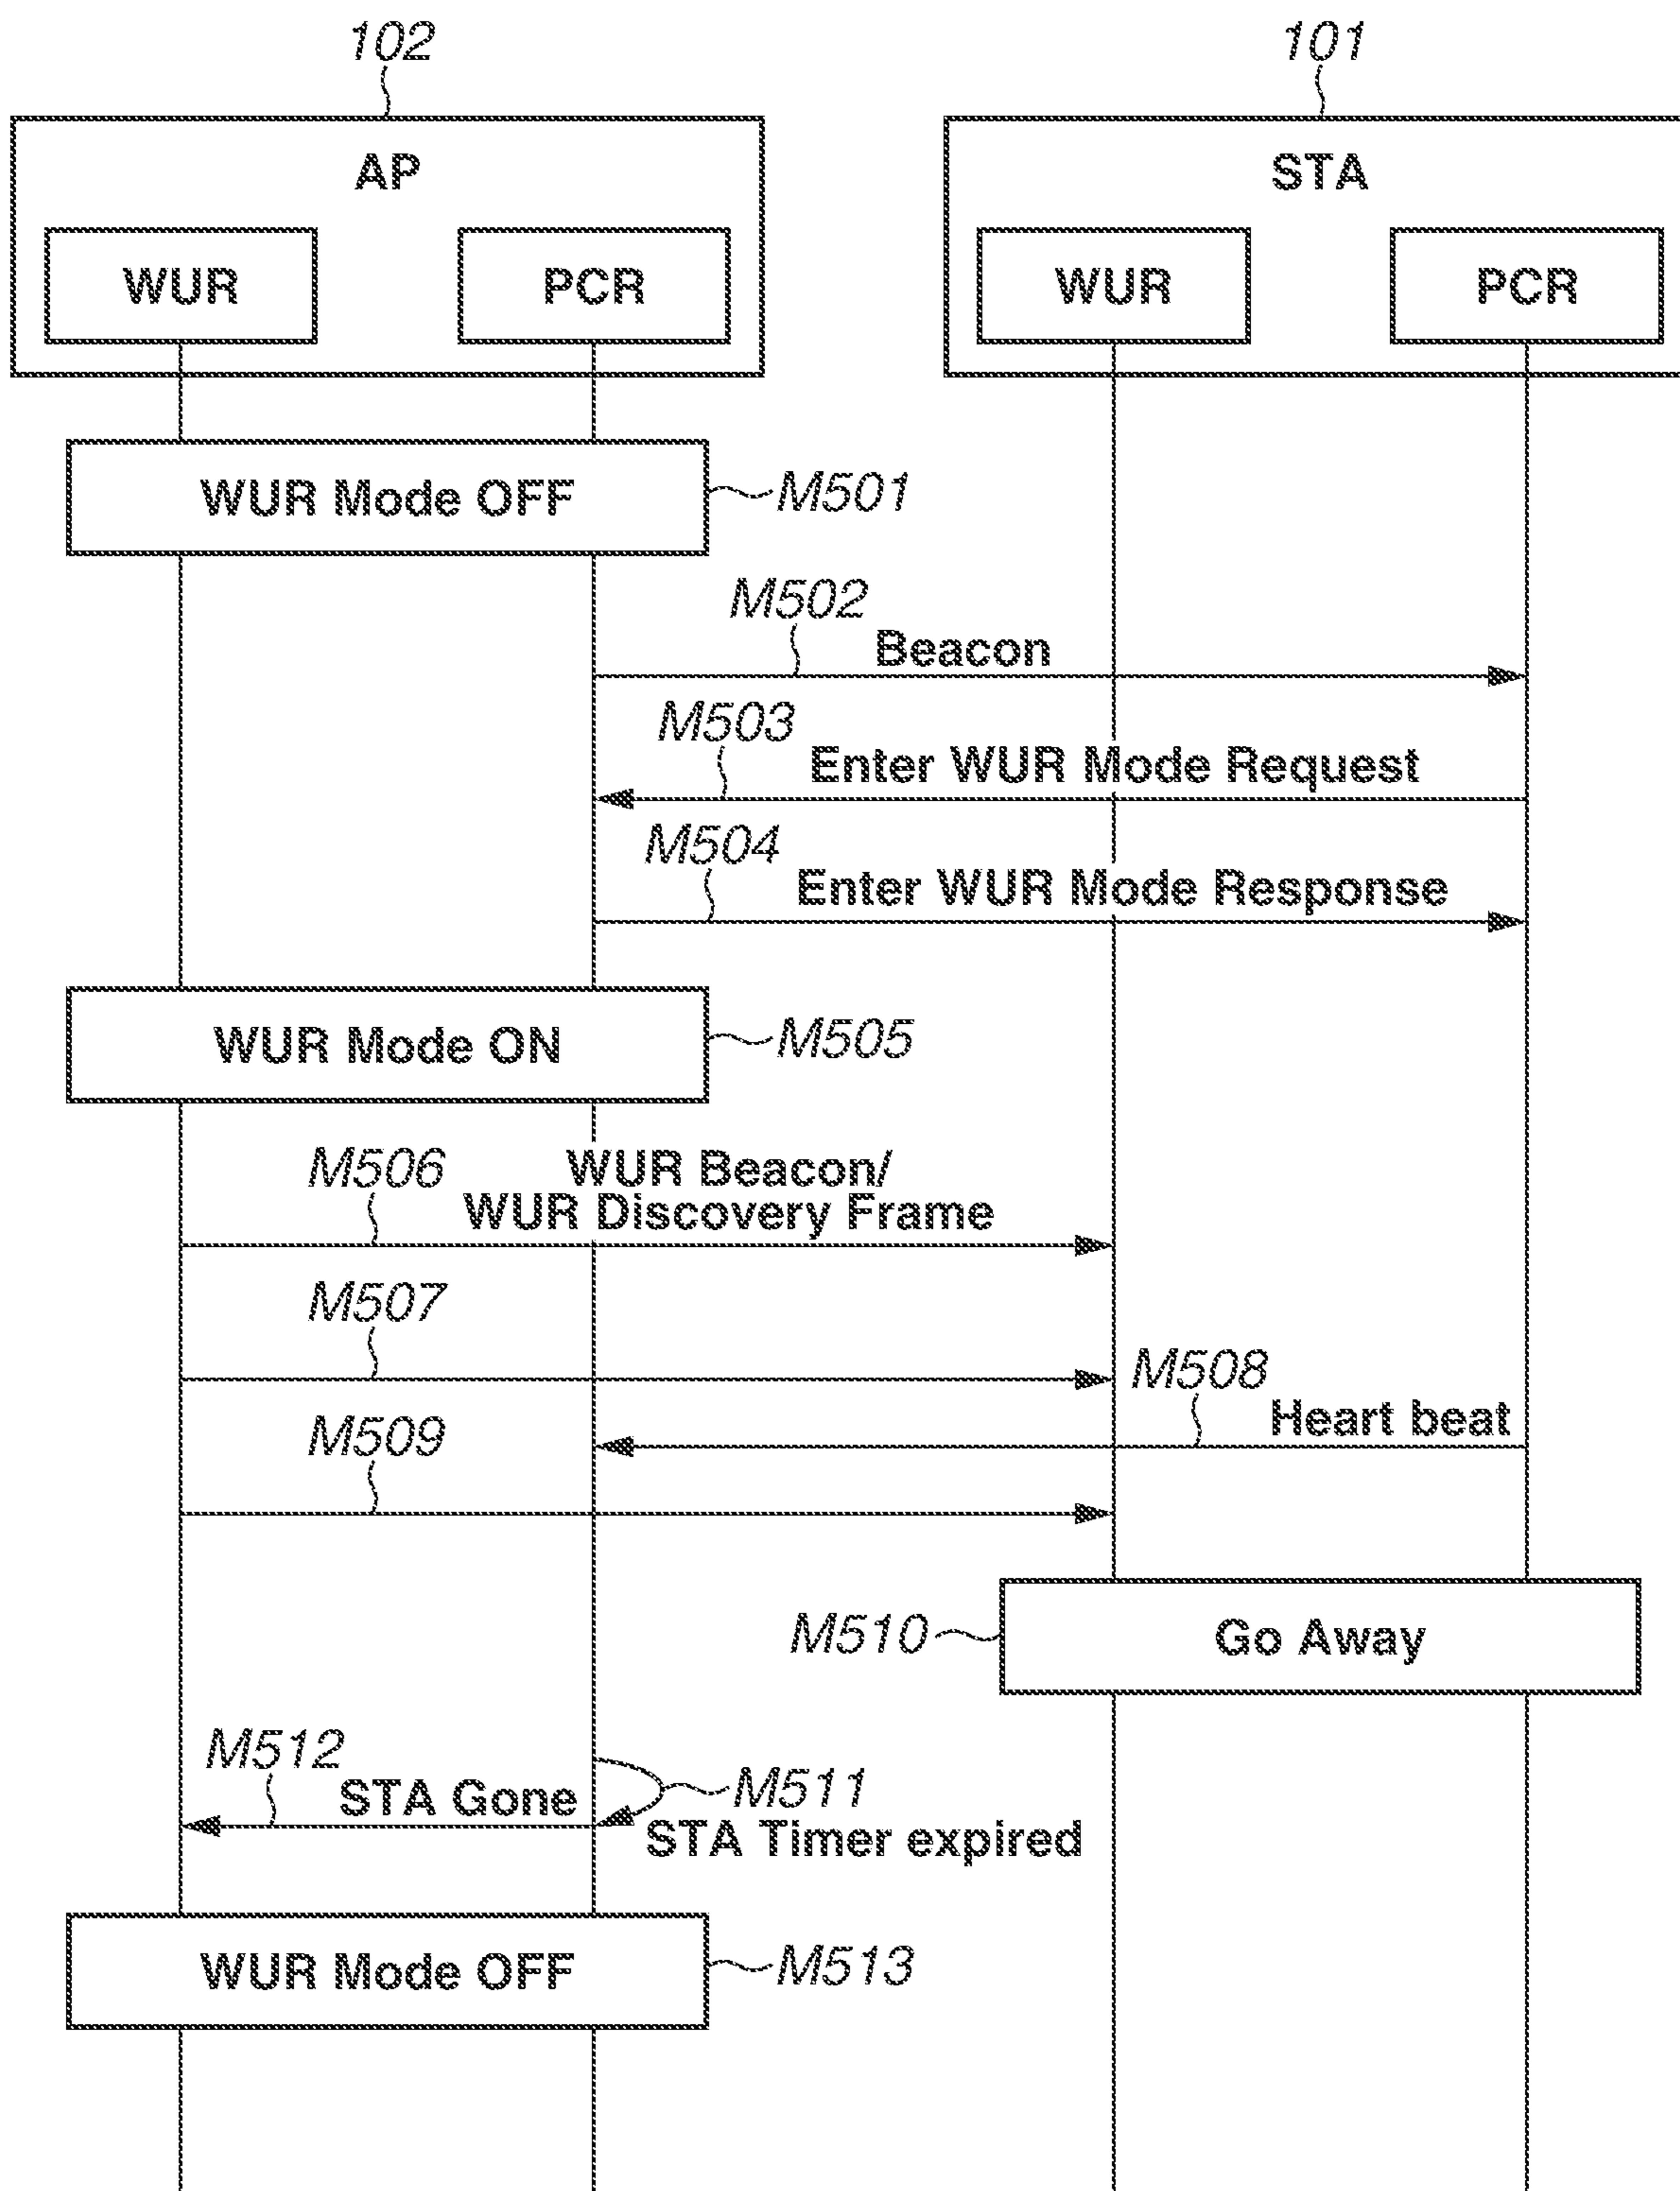 102
101
AP
STA
WUR
PCR
WUR
PCR
WUR Mode OFF
M501
M502
Beacon
M503
Enter WUR Mode Request
M504
Enter WUR Mode Response
WUR Mode ON
M505
M506
WUR Beacon/
WUR Discovery Frame
M507
M508
Heart beat
M509
M510
Go Away
M512
STA Gone
M511
STA Timer expired
WUR Mode OFF
M513